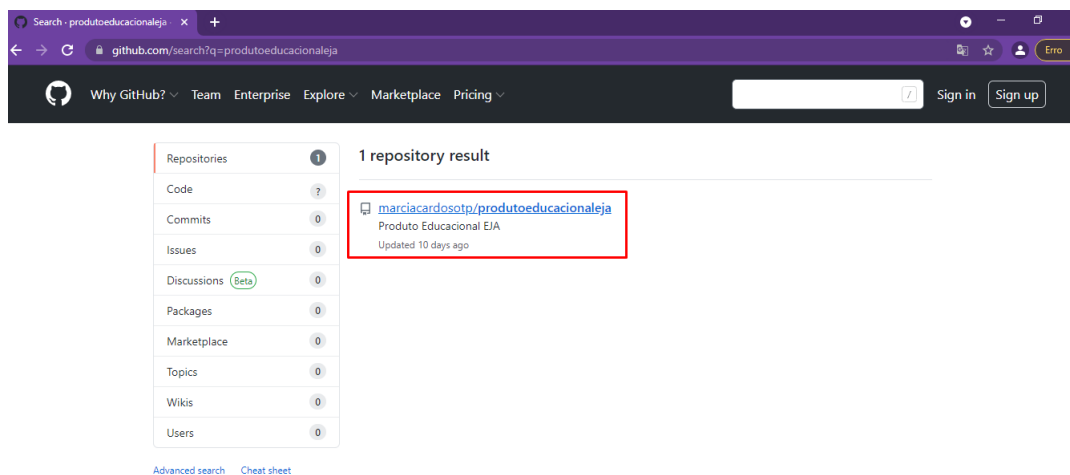 Search · produtoeducacionaleja ·
github.com/search?q=produtoeducacionaleja
Erro
Why GitHub? Team Enterprise Explore Marketplace Pricing
/
Sign in
Sign up
Repositories 1
Code ?
Commits 0
Issues 0
Discussions Beta 0
Packages 0
Marketplace 0
Topics 0
Wikis 0
Users 0
Advanced search Cheat sheet
1 repository result
marciacardosotp/produtoeducacionaleja
Produto Educacional EJA
Updated 10 days ago